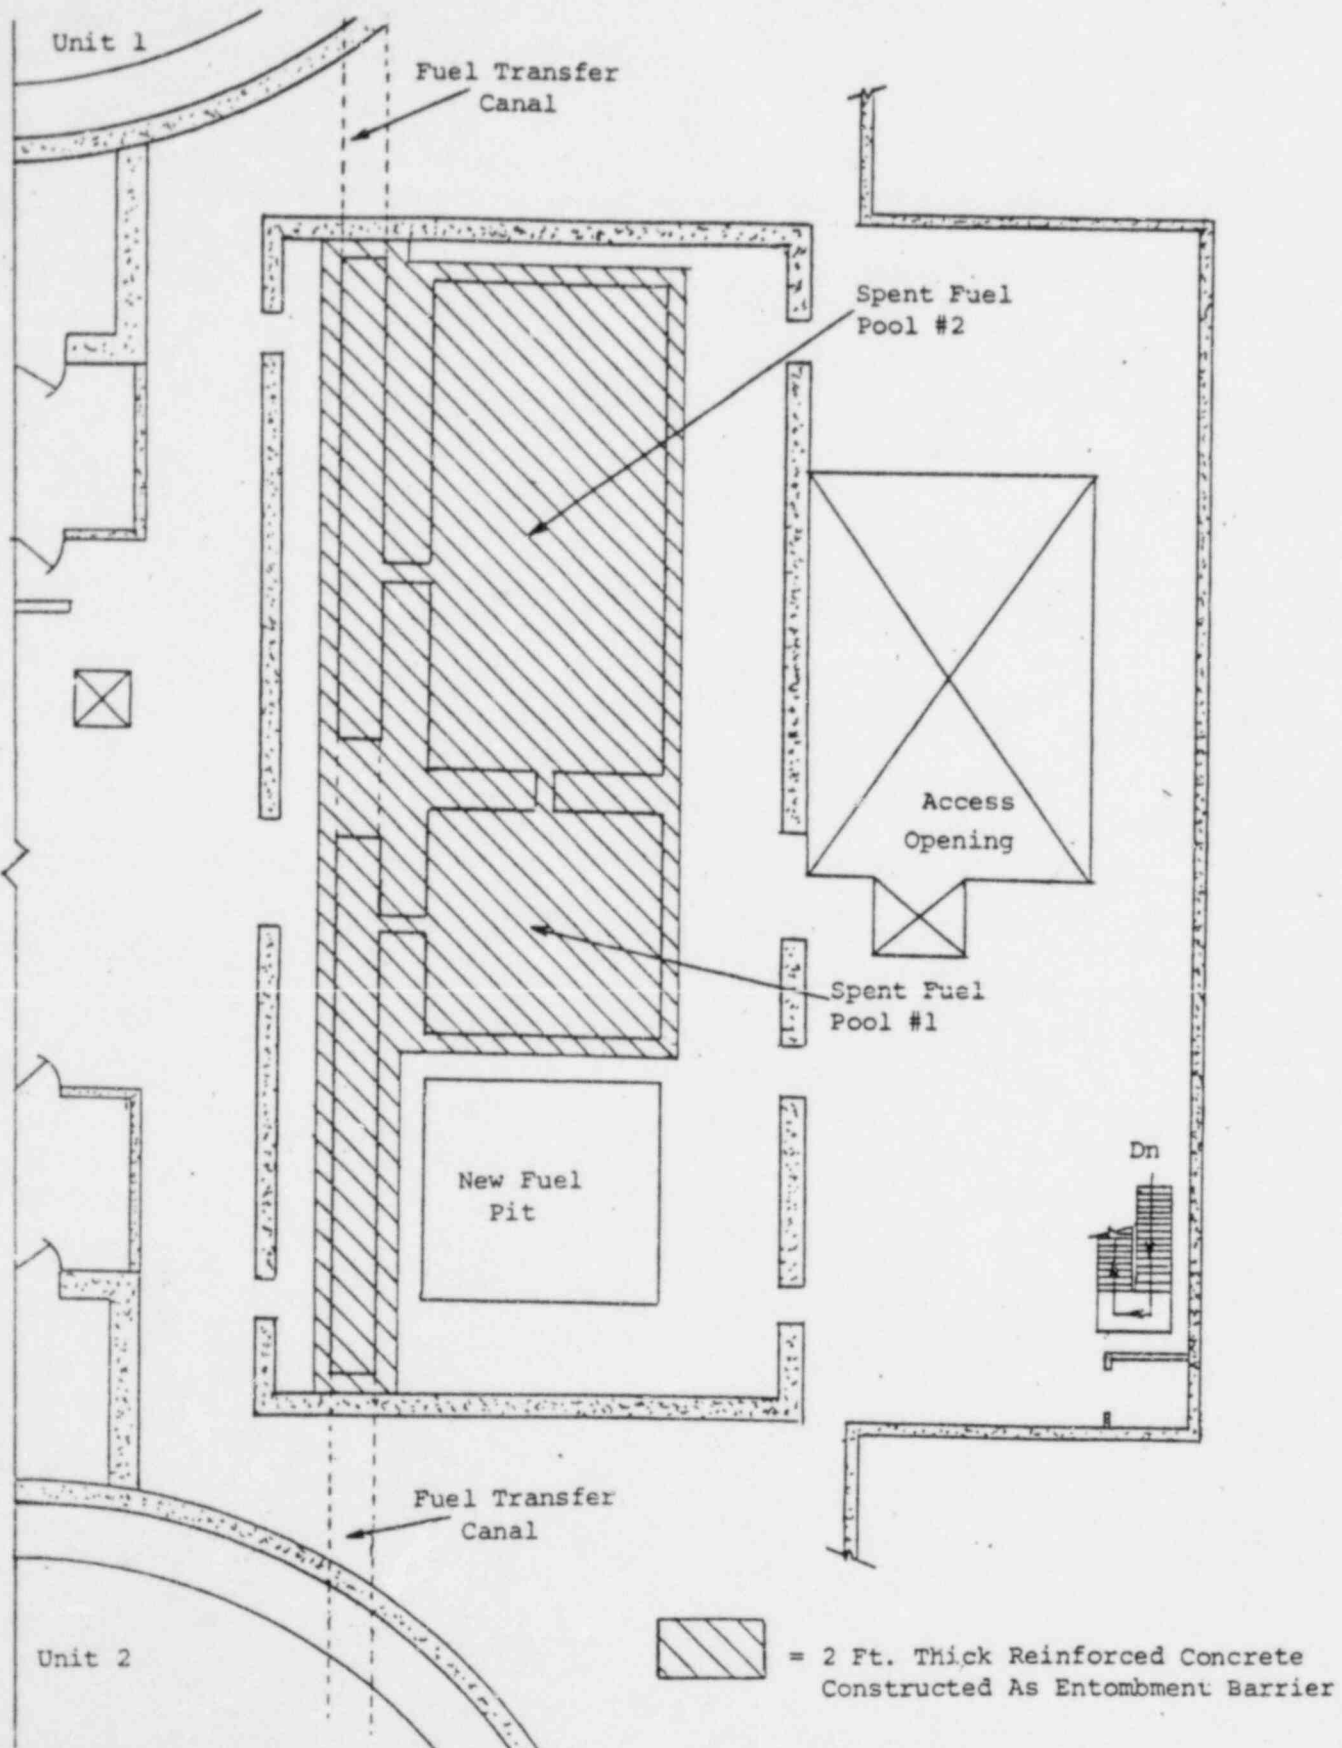 Unit 1
Fuel Transfer
Canal
Spent Fuel
Pool #2
Access
Opening
Spent Fuel
Pool #1
Dn
New Fuel
Pit
Fuel Transfer
Canal
Unit 2
= 2 Ft. Thick Reinforced Concrete
Constructed As Entombment Barrier